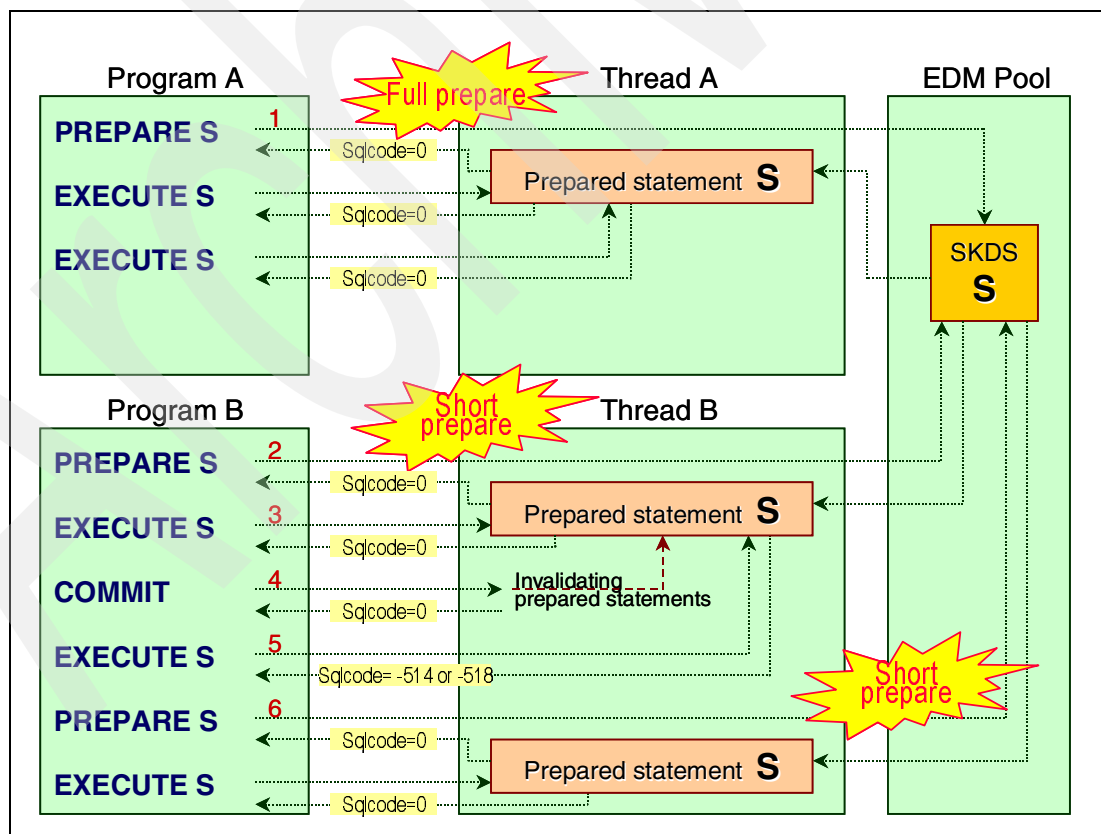 Program A
Thread A
EDM Pool
Full prepare
PREPARE S
1
Sqlcode=0
Prepared statement S
EXECUTE S
Sqlcode=0
EXECUTE S
Sqlcode=0
SKDS
S
Program B
Thread B
Short
prepare
PREPARE S
2
Sqlcode=0
Prepared statement S
EXECUTE S
3
Sqlcode=0
COMMIT
4
Invalidating
prepared statements
Sqlcode=0
EXECUTE S
5
Sqlcode= -514 or -518
Short
prepare
PREPARE S
6
Sqlcode=0
Prepared statement S
EXECUTE S
Sqlcode=0